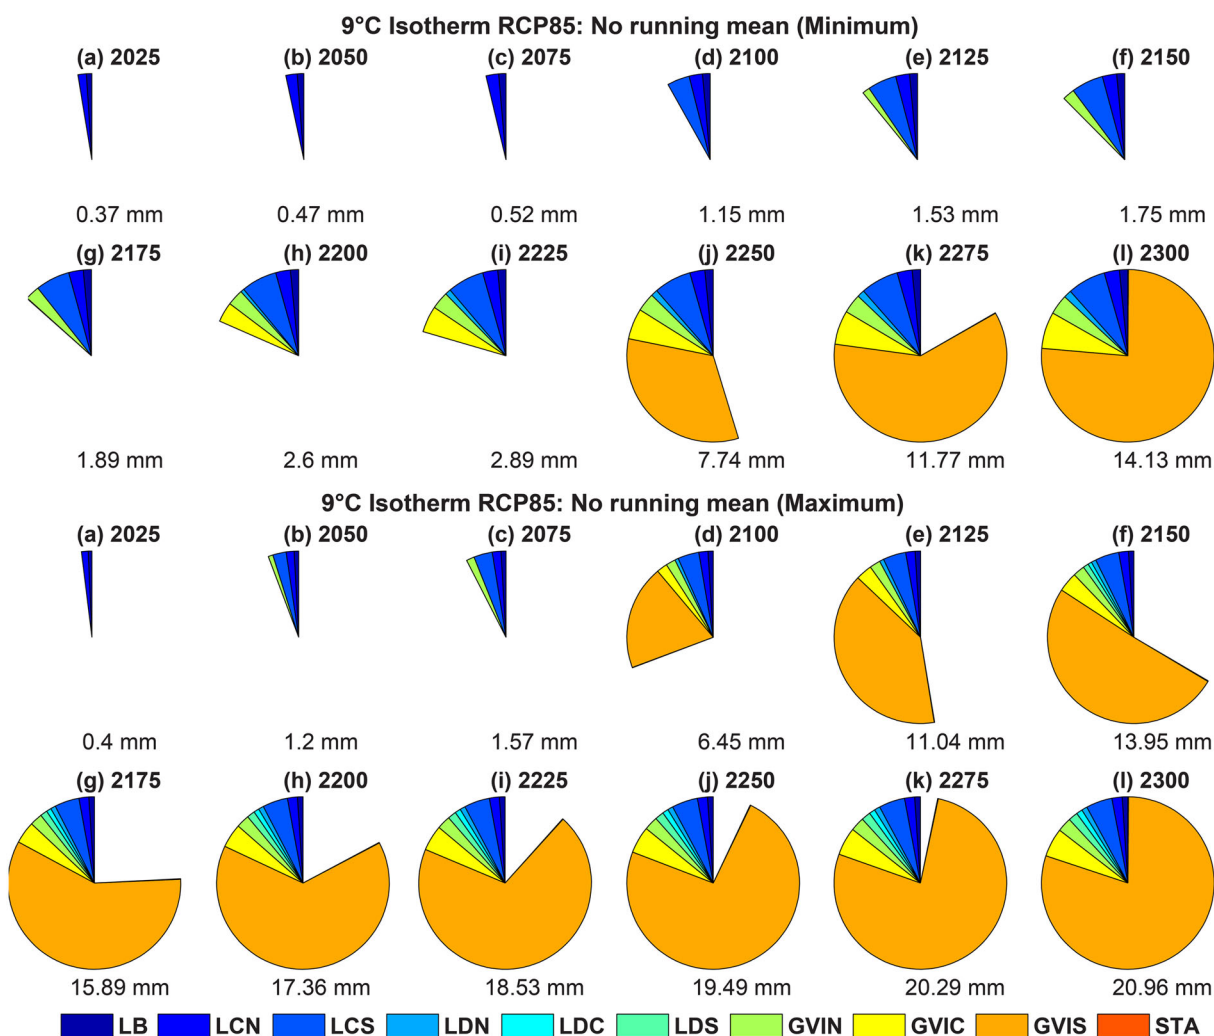 9°C Isotherm RCP85: No running mean (Minimum)
(a) 2025 (b) 2050 (c) 2075 (d) 2100 (e) 2125 (f) 2150
0.37 mm 0.47 mm 0.52 mm 1.15 mm 1.53 mm 1.75 mm
(g) 2175 (h) 2200 (i) 2225 (j) 2250 (k) 2275 (l) 2300
1.89 mm 2.6 mm 2.89 mm 7.74 mm 11.77 mm 14.13 mm
9°C Isotherm RCP85: No running mean (Maximum)
(a) 2025 (b) 2050 (c) 2075 (d) 2100 (e) 2125 (f) 2150
0.4 mm 1.2 mm 1.57 mm 6.45 mm 11.04 mm 13.95 mm
(g) 2175 (h) 2200 (i) 2225 (j) 2250 (k) 2275 (l) 2300
15.89 mm 17.36 mm 18.53 mm 19.49 mm 20.29 mm 20.96 mm
LB LCN LCS LDN LDC LDS GVIN GVIC GVIS STA